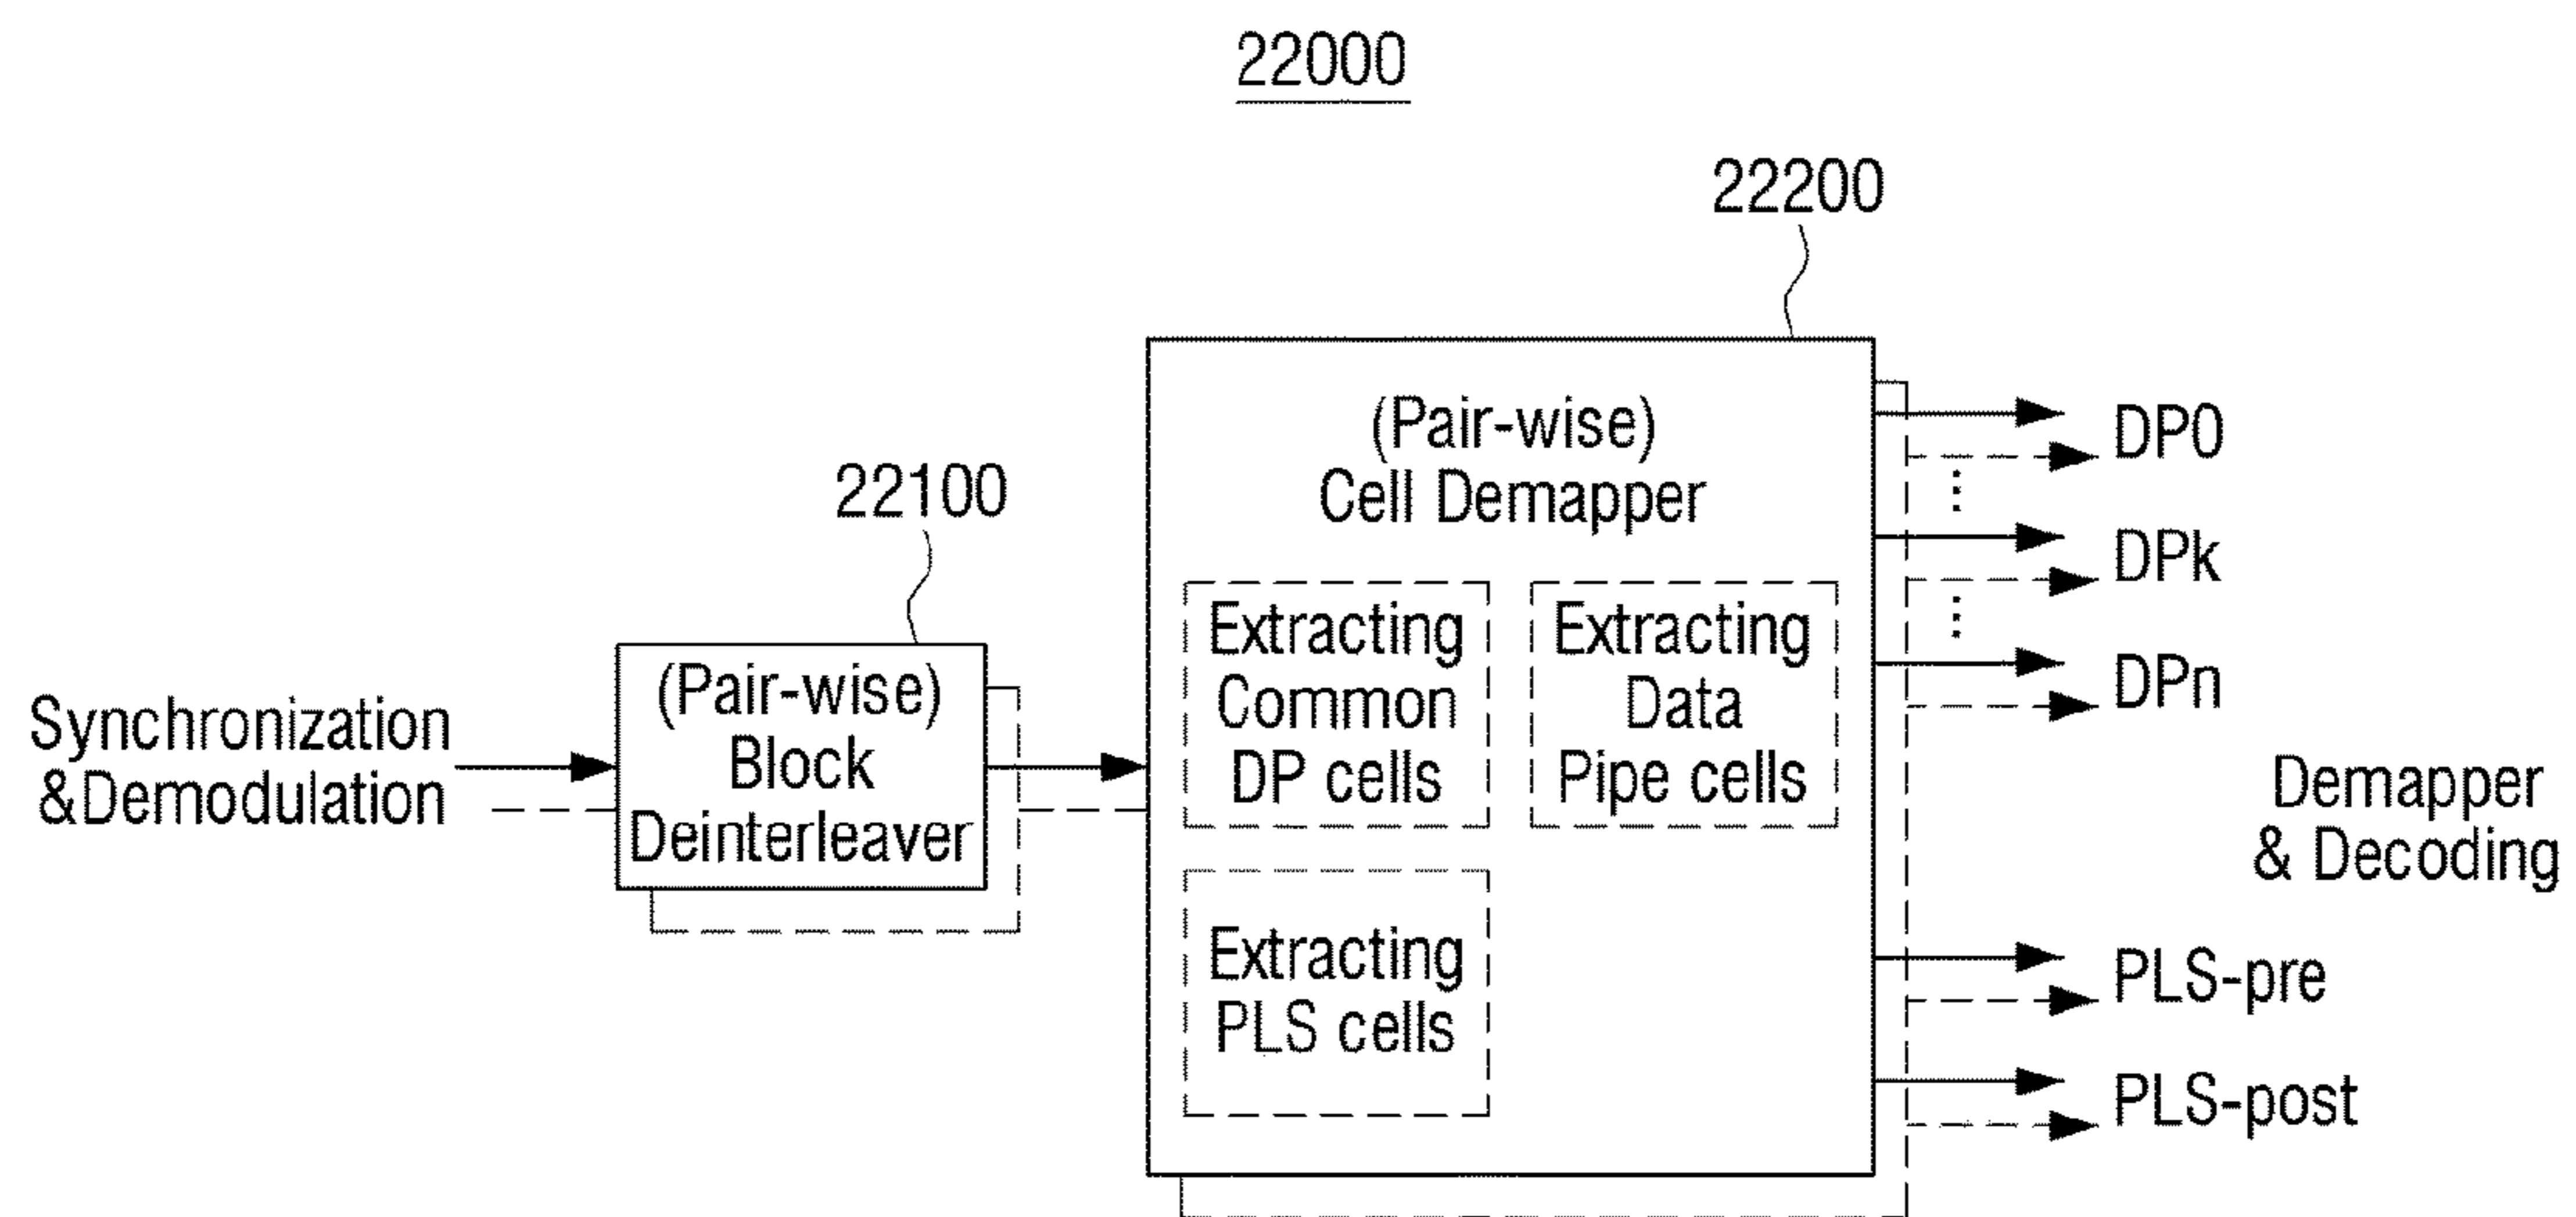 22000
22200
22100
Synchronization
&Demodulation
(Pair-wise)
Block
Deinterleaver
(Pair-wise)
Cell Demapper
Extracting
Common
DP cells
Extracting
Data
Pipe cells
Extracting
PLS cells
DP0
DPk
DPn
Demapper
& Decoding
PLS-pre
PLS-post